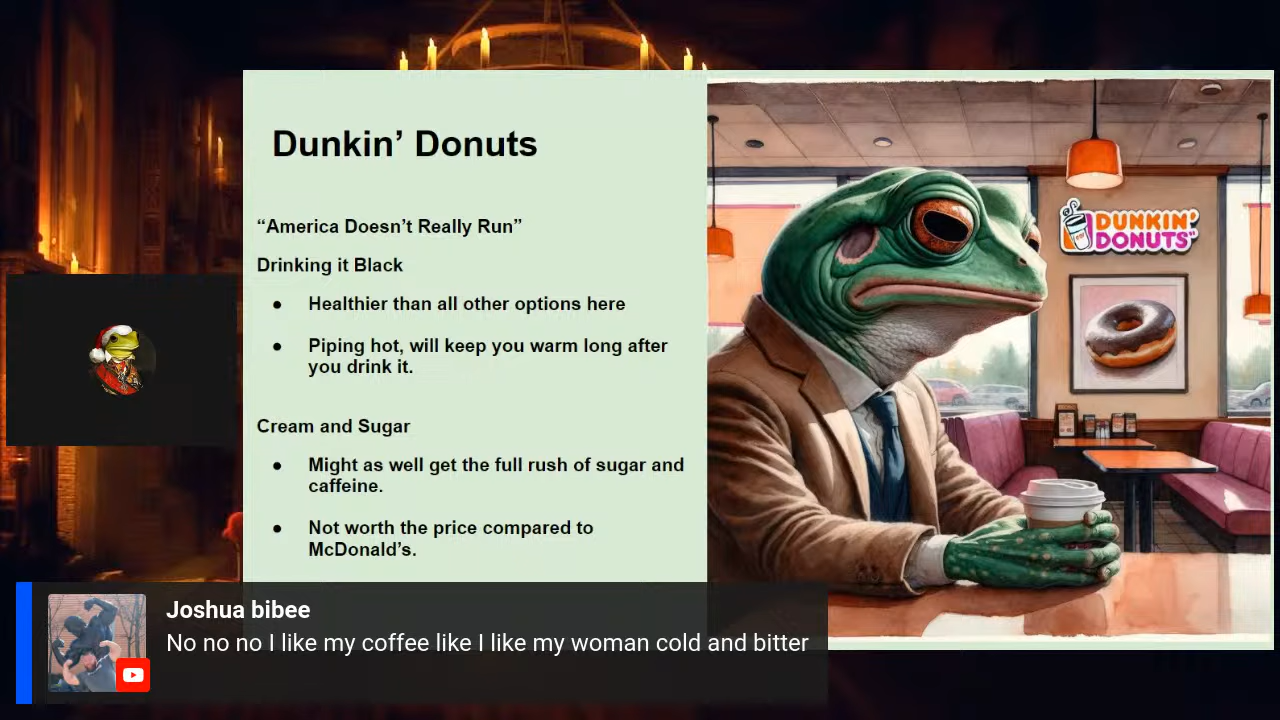 Dunkin’ Donuts
“America Doesn’t Really Run”
Drinking it Black
● Healthier than all other options here
● Piping hot, will keep you warm long after
you drink it.
Cream and Sugar
● Might as well get the full rush of sugar and
caffeine.
● Not worth the price compared to
McDonald’s.
DUNKIN'
DONUTS
Joshua bibee
No no no I like my coffee like I like my woman cold and bitter